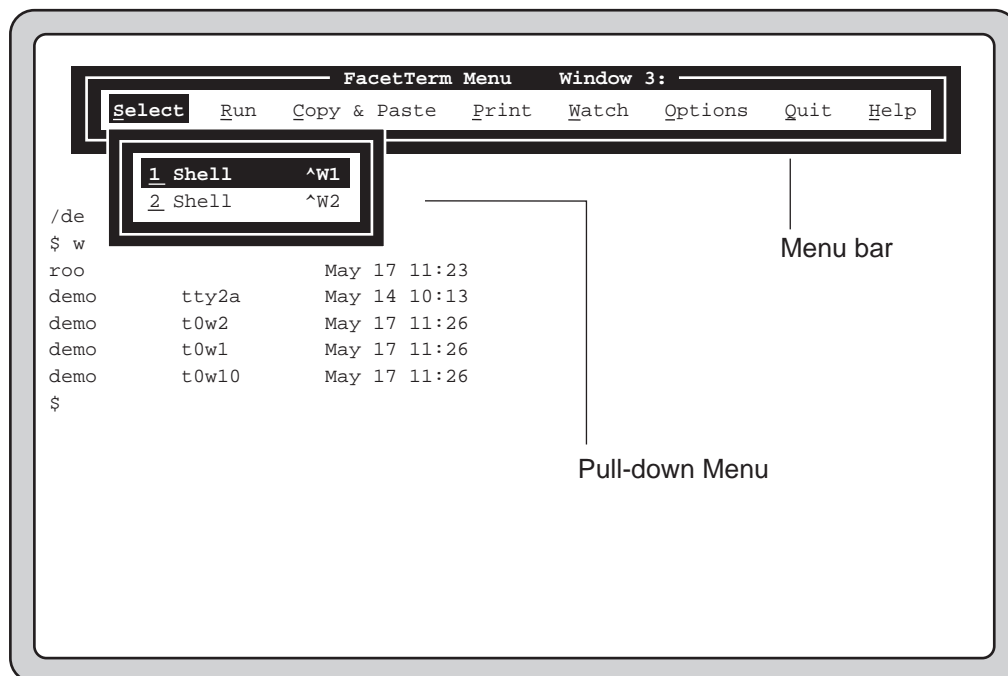 FacetTerm Menu Window 3:
Select Run Copy & Paste Print Watch Options Quit Help
1 Shell ^W1
2 Shell ^W2
/de
$ w
Menu bar
roo May 17 11:23
demo tty2a May 14 10:13
demo t0w2 May 17 11:26
demo t0w1 May 17 11:26
demo t0w10 May 17 11:26
$
Pull-down Menu